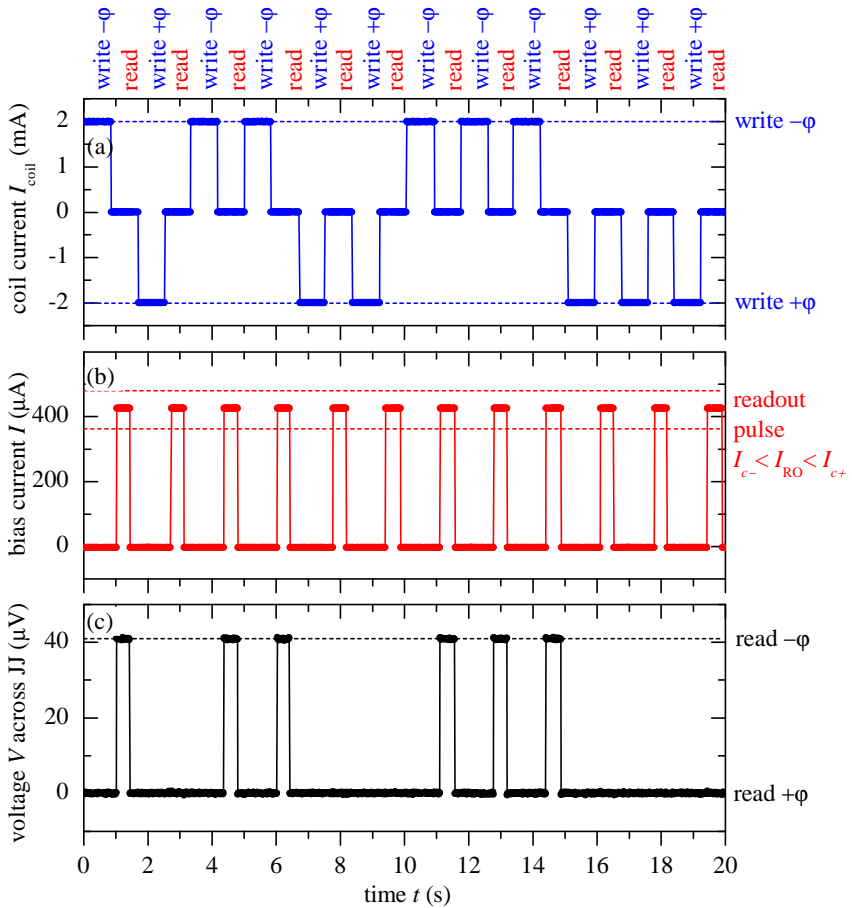 write −φ
read
write +φ
read
write −φ
read
write −φ
read
write +φ
read
write +φ
read
write −φ
read
write −φ
read
write −φ
read
write +φ
read
write +φ
read
write +φ
read
(a)
coil current I_coil (mA)
2
1
0
-1
-2
write −φ
write +φ
(b)
bias current I (µA)
400
200
0
readout
pulse
I_c− < I_RO < I_c+
(c)
voltage V across JJ (µV)
40
20
0
read −φ
read +φ
0 2 4 6 8 10 12 14 16 18 20
time t (s)